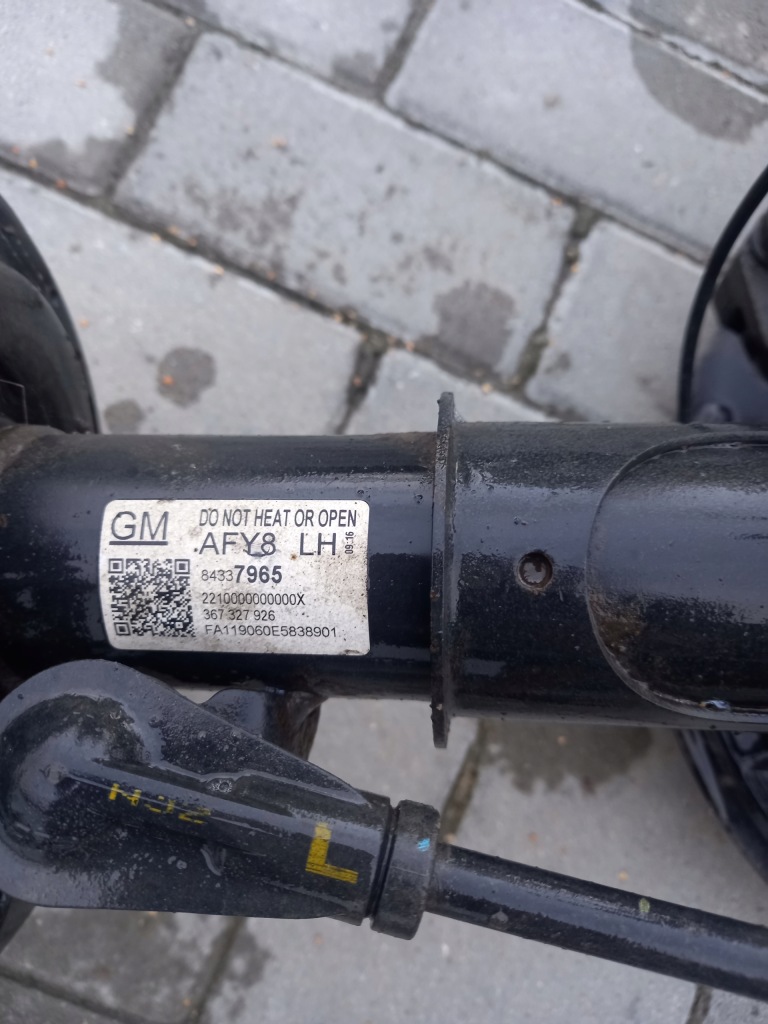 GM
DO NOT HEAT OR OPEN
AFY8 LH
09:16
84337965
2210000000000X
367 327 926
FA119060E5838901
L